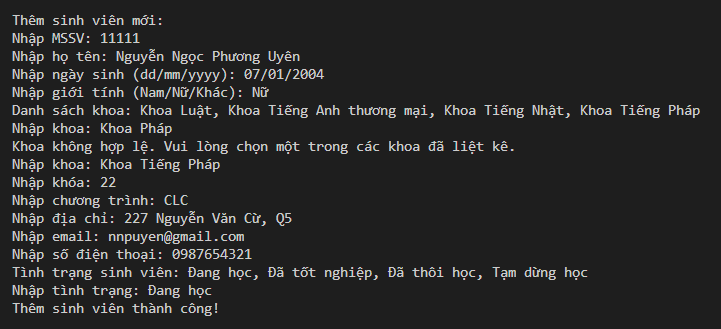 Thêm sinh viên mới:
Nhập MSSV: 11111
Nhập họ tên: Nguyễn Ngọc Phương Uyên
Nhập ngày sinh (dd/mm/yyyy): 07/01/2004
Nhập giới tính (Nam/Nữ/Khác): Nữ
Danh sách khoa: Khoa Luật, Khoa Tiếng Anh thương mại, Khoa Tiếng Nhật, Khoa Tiếng Pháp
Nhập khoa: Khoa Pháp
Khoa không hợp lệ. Vui lòng chọn một trong các khoa đã liệt kê.
Nhập khoa: Khoa Tiếng Pháp
Nhập khóa: 22
Nhập chương trình: CLC
Nhập địa chỉ: 227 Nguyễn Văn Cừ, Q5
Nhập email: nnpuyen@gmail.com
Nhập số điện thoại: 0987654321
Tình trạng sinh viên: Đang học, Đã tốt nghiệp, Đã thôi học, Tạm dừng học
Nhập tình trạng: Đang học
Thêm sinh viên thành công!